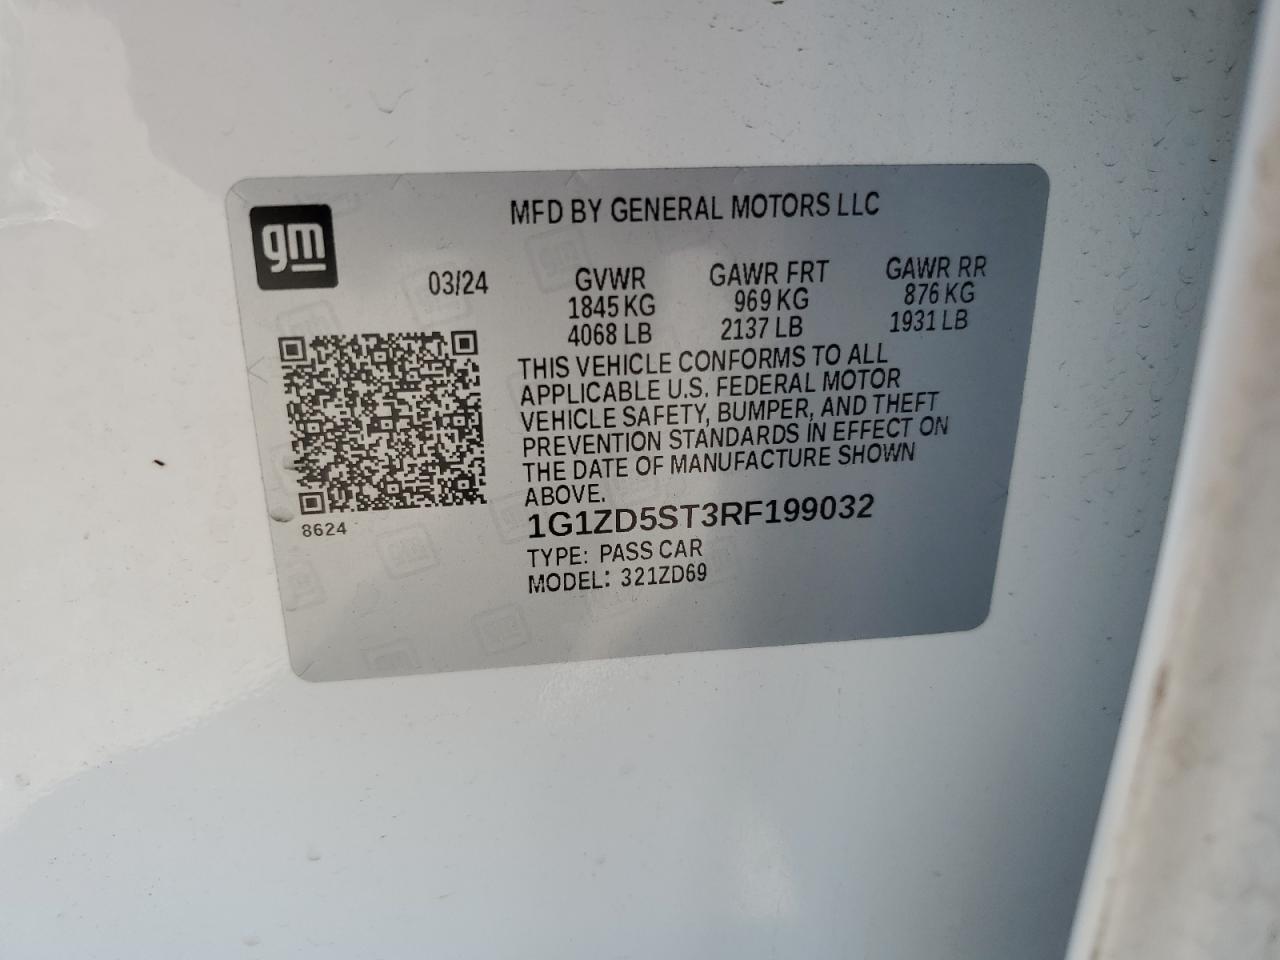 MFD BY GENERAL MOTORS LLC
gm
03/24 GVWR GAWR FRT GAWR RR
1845 KG 969 KG 876 KG
4068 LB 2137 LB 1931 LB
THIS VEHICLE CONFORMS TO ALL
APPLICABLE U.S. FEDERAL MOTOR
VEHICLE SAFETY, BUMPER, AND THEFT
PREVENTION STANDARDS IN EFFECT ON
THE DATE OF MANUFACTURE SHOWN
ABOVE.
8624
1G1ZD5ST3RF199032
TYPE: PASS CAR
MODEL: 321ZD69